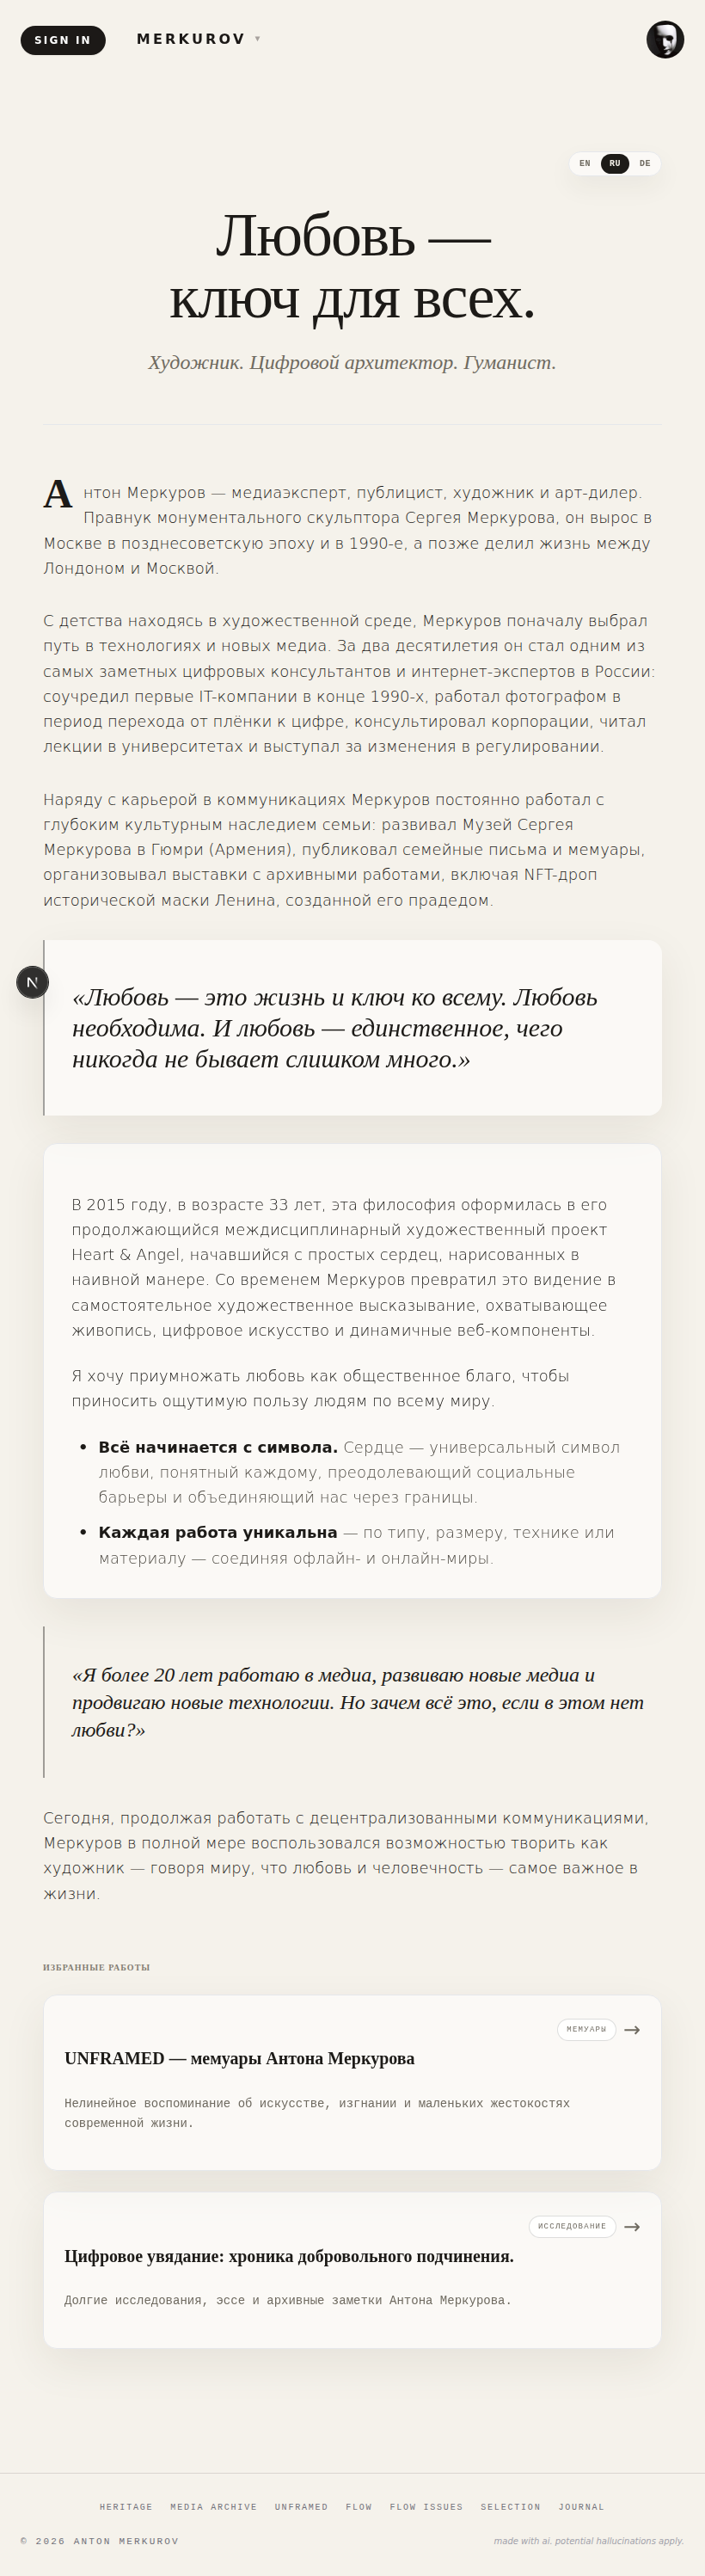 SIGN IN
MERKUROV ▼
EN RU DE
Любовь —
ключ для всех.
Художник. Цифровой архитектор. Гуманист.
Антон Меркуров — медиаэксперт, публицист, художник и арт-дилер.
Правнук монументального скульптора Сергея Меркурова, он вырос в
Москве в позднесоветскую эпоху и в 1990-е, а позже делил жизнь между
Лондоном и Москвой.
С детства находясь в художественной среде, Меркуров поначалу выбрал
путь в технологиях и новых медиа. За два десятилетия он стал одним из
самых заметных цифровых консультантов и интернет-экспертов в России:
соучредил первые IT-компании в конце 1990-х, работал фотографом в
период перехода от плёнки к цифре, консультировал корпорации, читал
лекции в университетах и выступал за изменения в регулировании.
Наряду с карьерой в коммуникациях Меркуров постоянно работал с
глубоким культурным наследием семьи: развивал Музей Сергея
Меркурова в Гюмри (Армения), публиковал семейные письма и мемуары,
организовывал выставки с архивными работами, включая NFT-дроп
исторической маски Ленина, созданной его прадедом.
N
«Любовь — это жизнь и ключ ко всему. Любовь
необходима. И любовь — единственное, чего
никогда не бывает слишком много.»
В 2015 году, в возрасте 33 лет, эта философия оформилась в его
продолжающийся междисциплинарный художественный проект
Heart & Angel, начавшийся с простых сердец, нарисованных в
наивной манере. Со временем Меркуров превратил это видение в
самостоятельное художественное высказывание, охватывающее
живопись, цифровое искусство и динамичные веб-компоненты.
Я хочу приумножать любовь как общественное благо, чтобы
приносить ощутимую пользу людям по всему миру.
• Всё начинается с символа. Сердце — универсальный символ
любви, понятный каждому, преодолевающий социальные
барьеры и объединяющий нас через границы.
• Каждая работа уникальна — по типу, размеру, технике или
материалу — соединяя офлайн- и онлайн-миры.
«Я более 20 лет работаю в медиа, развиваю новые медиа и
продвигаю новые технологии. Но зачем всё это, если в этом нет
любви?»
Сегодня, продолжая работать с децентрализованными коммуникациями,
Меркуров в полной мере воспользовался возможностью творить как
художник — говоря миру, что любовь и человечность — самое важное в
жизни.
ИЗБРАННЫЕ РАБОТЫ
МЕМУАРЫ →
UNFRAMED — мемуары Антона Меркурова
Нелинейное воспоминание об искусстве, изгнании и маленьких жестокостях
современной жизни.
ИССЛЕДОВАНИЕ →
Цифровое увядание: хроника добровольного подчинения.
Долгие исследования, эссе и архивные заметки Антона Меркурова.
HERITAGE MEDIA ARCHIVE UNFRAMED FLOW FLOW ISSUES SELECTION JOURNAL
© 2026 ANTON MERKUROV
made with ai. potential hallucinations apply.